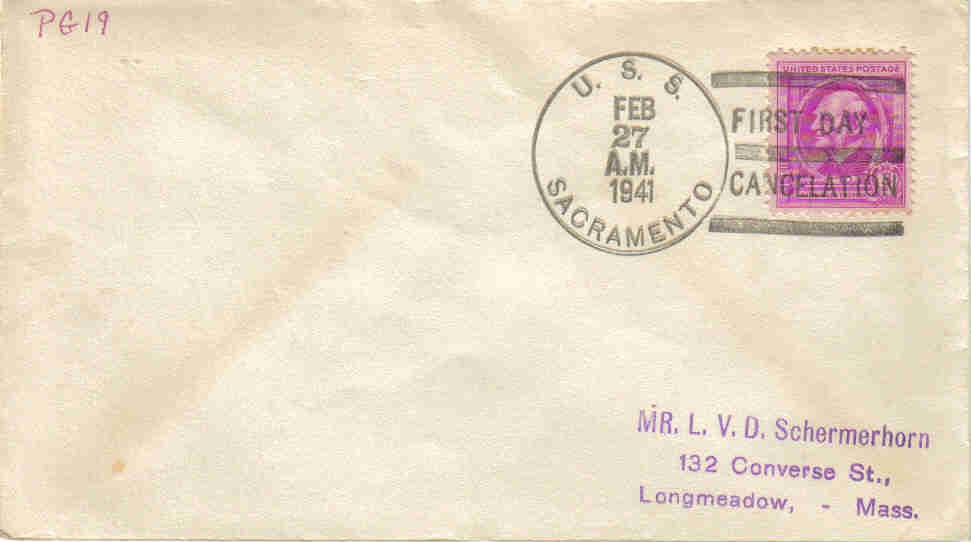 PG19
U. S. S.
FEB
27
A.M.
1941
SACRAMENTO
UNITED STATES POSTAGE
FIRST DAY
CANCELATION
MR. L. V. D. Schermerhorn
132 Converse St.,
Longmeadow, - Mass.